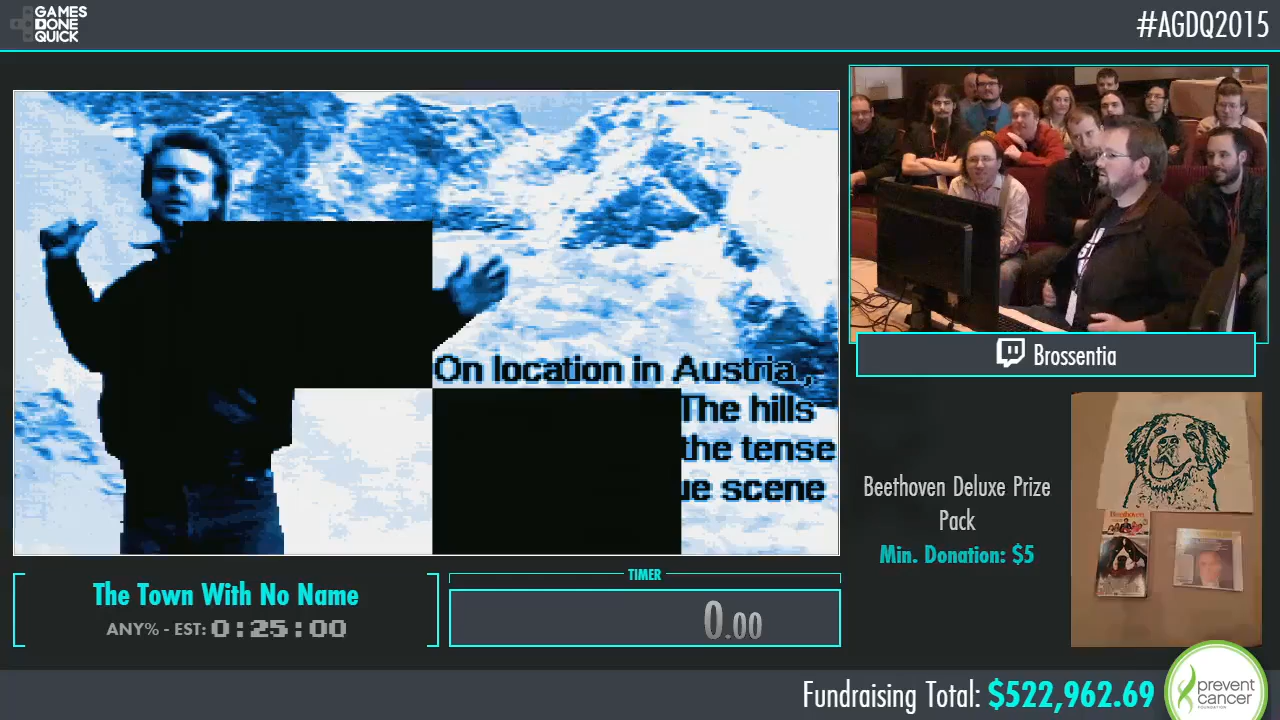 GAMES
DONE
QUICK
#AGDQ2015
On location in Austria,
The hills
the tense
ue scene
Brossentia
Beethoven Deluxe Prize
Pack
Min. Donation: $5
Beethoven
The Town With No Name
ANY% - EST: 0:25:00
TIMER
0.00
Fundraising Total: $522,962.69
prevent
cancer
FOUNDATION